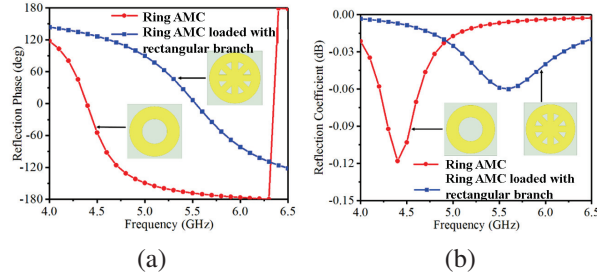 (a)
Reflection Phase (deg)
180
120
60
0
-60
-120
-180
Ring AMC
Ring AMC loaded with
rectangular branch
4.0 4.5 5.0 5.5 6.0 6.5
Frequency (GHz)
(b)
Reflection Coefficient (dB)
0.00
-0.03
-0.06
-0.09
-0.12
-0.15
Ring AMC
Ring AMC loaded with
rectangular branch
4.0 4.5 5.0 5.5 6.0 6.5
Frequency (GHz)
(a)
(b)